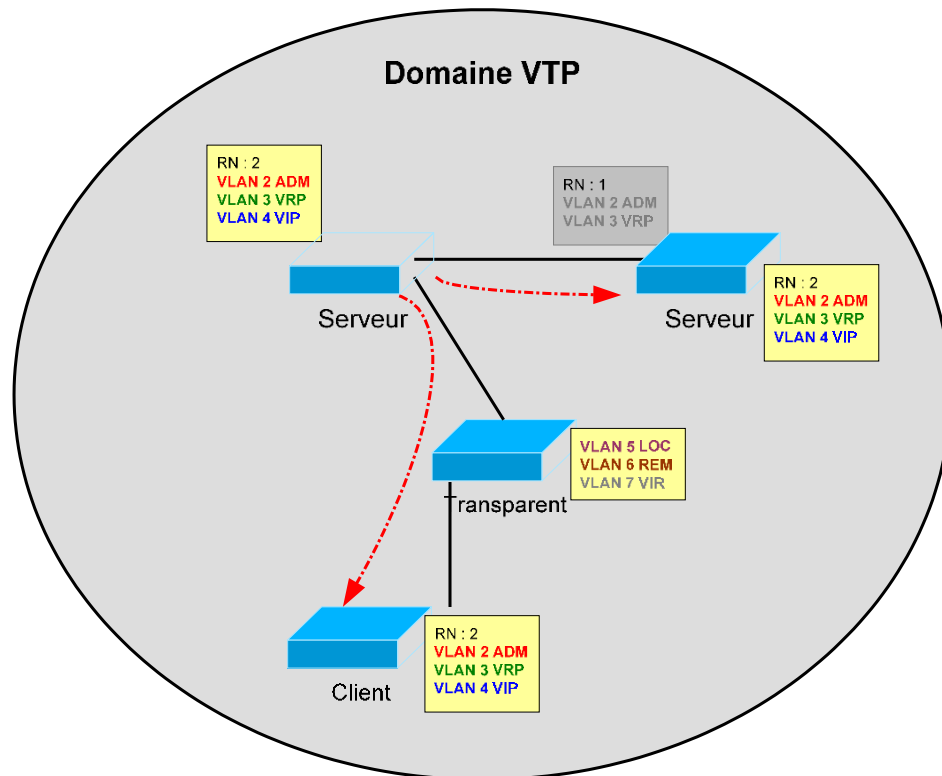 Domaine VTP
RN : 2
VLAN 2 ADM
VLAN 3 VRP
VLAN 4 VIP
RN : 1
VLAN 2 ADM
VLAN 3 VRP
Serveur
Serveur
RN : 2
VLAN 2 ADM
VLAN 3 VRP
VLAN 4 VIP
VLAN 5 LOC
VLAN 6 REM
VLAN 7 VIR
Transparent
RN : 2
VLAN 2 ADM
VLAN 3 VRP
VLAN 4 VIP
Client